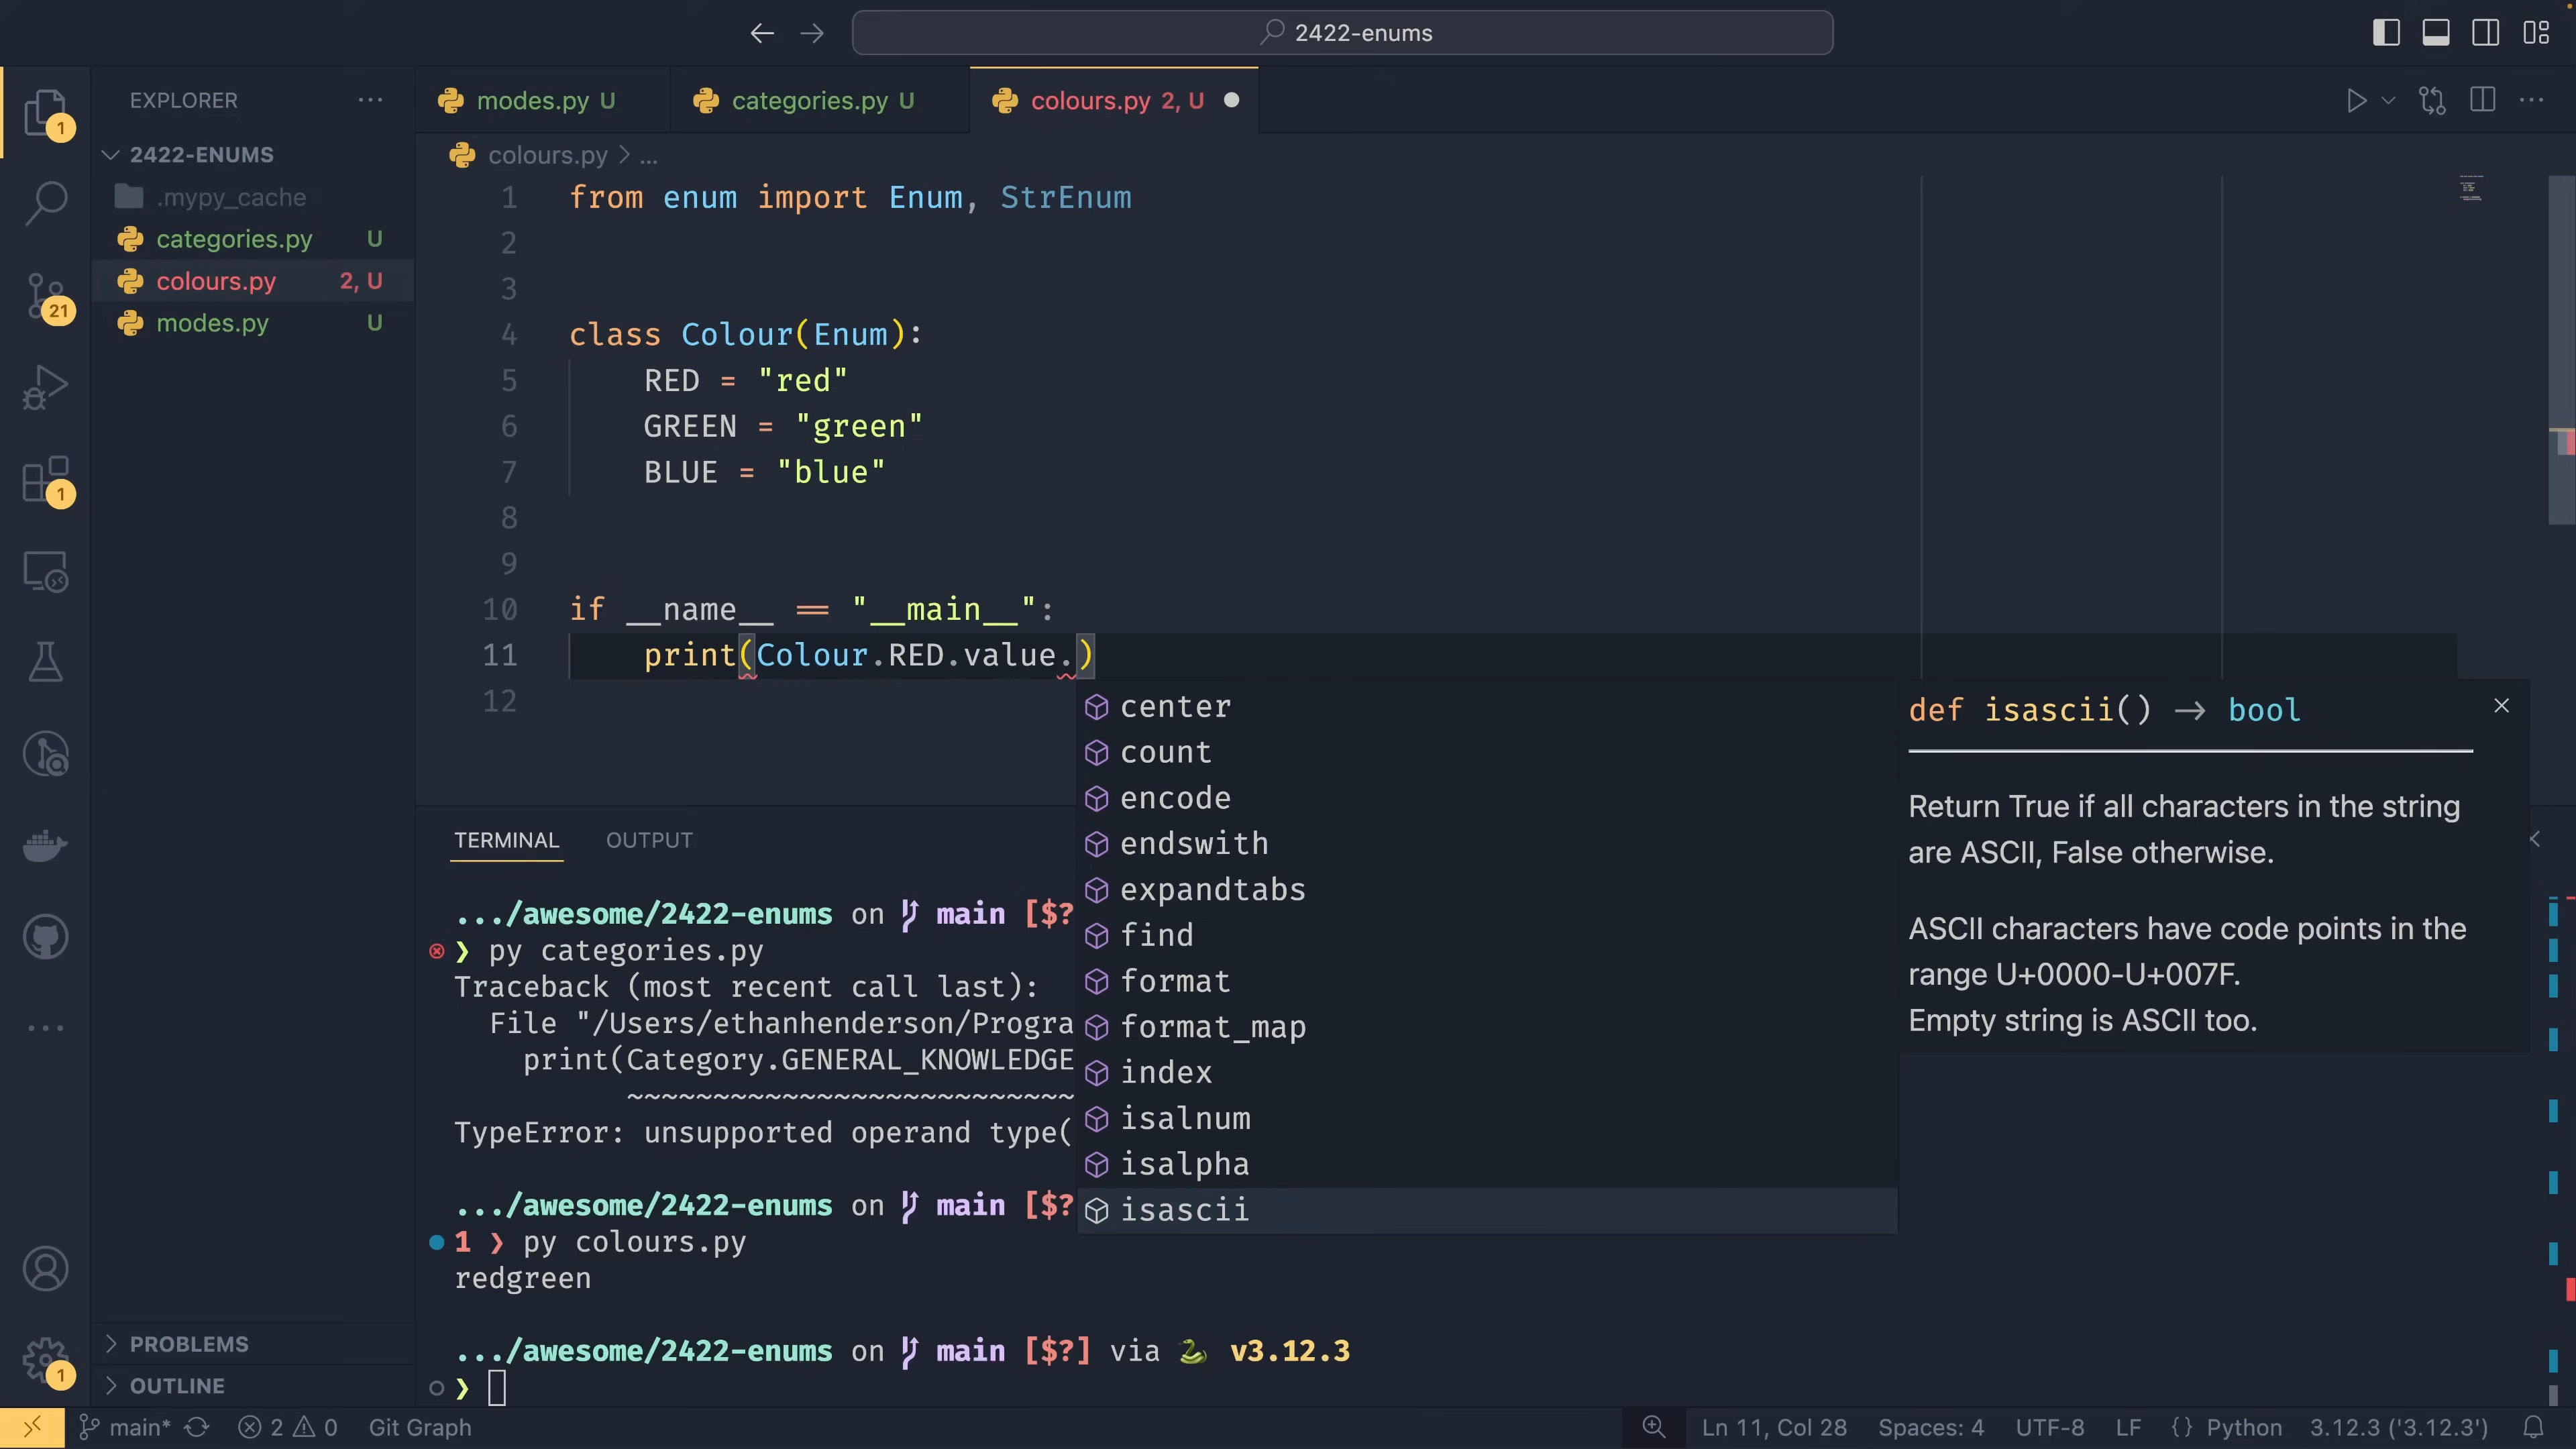 2422-enums
EXPLORER
modes.py U
categories.py U
colours.py 2, U
2422-ENUMS
.mypy_cache
categories.py U
colours.py 2, U
modes.py U
colours.py > ...
1 from enum import Enum, StrEnum
2
3
4 class Colour(Enum):
5 RED = "red"
6 GREEN = "green"
7 BLUE = "blue"
8
9
10 if __name__ == "__main__":
11 print(Colour.RED.value.)
12
center
count
encode
endswith
expandtabs
find
format
format_map
index
isalnum
isalpha
isascii
def isascii() → bool
Return True if all characters in the string
are ASCII, False otherwise.
ASCII characters have code points in the
range U+0000-U+007F.
Empty string is ASCII too.
TERMINAL OUTPUT
.../awesome/2422-enums on main [$?
❯ py categories.py
Traceback (most recent call last):
File "/Users/ethanhenderson/Progra
print(Category.GENERAL_KNOWLEDGE
~~~~~~~~~~~~~~~~~~~~~~~~~~
TypeError: unsupported operand type(
.../awesome/2422-enums on main [$?
1 ❯ py colours.py
redgreen
.../awesome/2422-enums on main [$?] via 🐍 v3.12.3
❯
1
21
1
1
PROBLEMS
OUTLINE
main* 2 0 Git Graph
Ln 11, Col 28 Spaces: 4 UTF-8 LF {} Python 3.12.3 ('3.12.3')